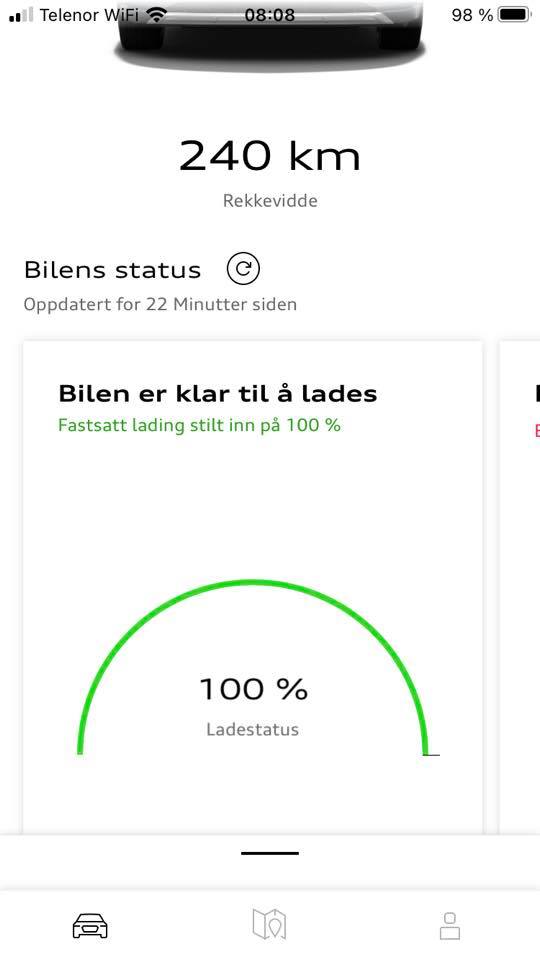 Telenor WiFi 08:08 98 %
240 km
Rekkevidde
Bilens status
Oppdatert for 22 Minutter siden
Bilen er klar til å lades
Fastsatt lading stilt inn på 100 %
100 %
Ladestatus